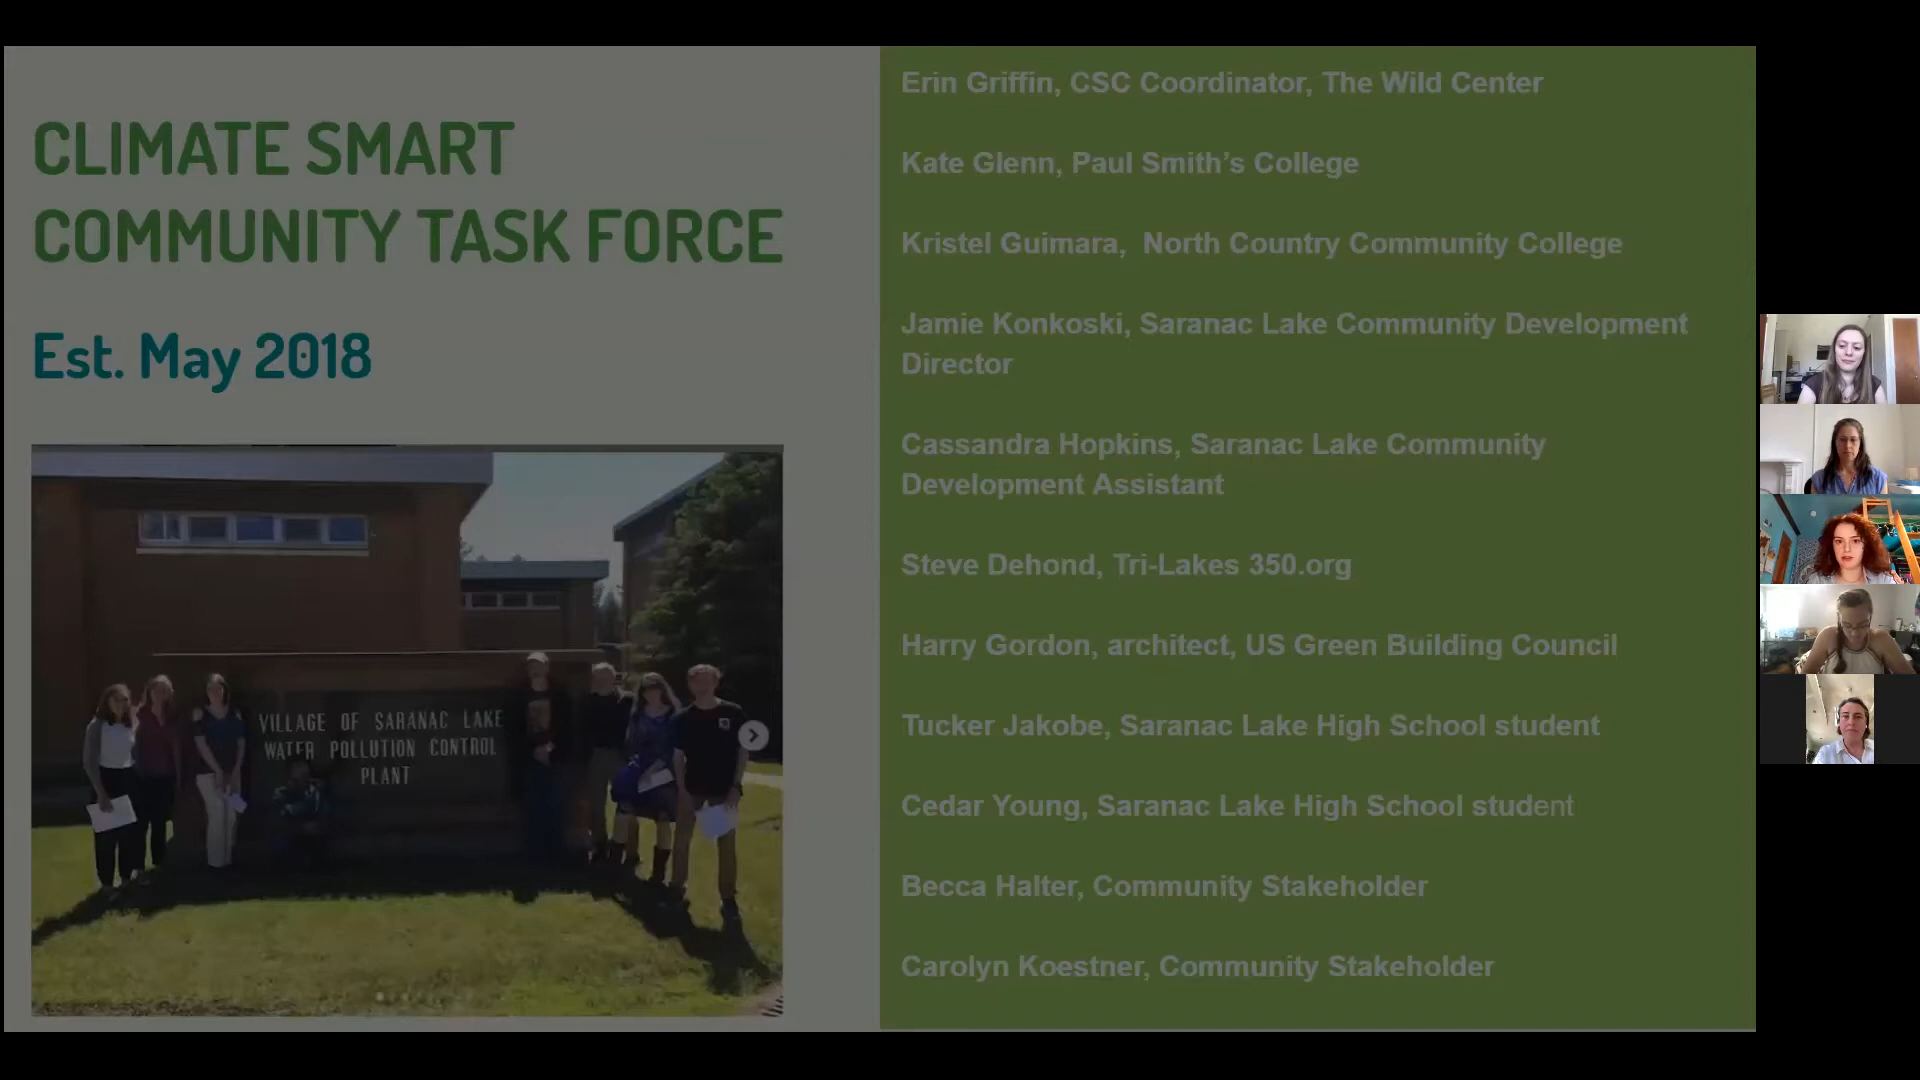 CLIMATE SMART
COMMUNITY TASK FORCE
Est. May 2018
VILLAGE OF SARANAC LAKE
WATER POLLUTION CONTROL
PLANT
Erin Griffin, CSC Coordinator, The Wild Center
Kate Glenn, Paul Smith’s College
Kristel Guimara,  North Country Community College
Jamie Konkoski, Saranac Lake Community Development
Director
Cassandra Hopkins, Saranac Lake Community
Development Assistant
Steve Dehond, Tri-Lakes 350.org
Harry Gordon, architect, US Green Building Council
Tucker Jakobe, Saranac Lake High School student
Cedar Young, Saranac Lake High School student
Becca Halter, Community Stakeholder
Carolyn Koestner, Community Stakeholder